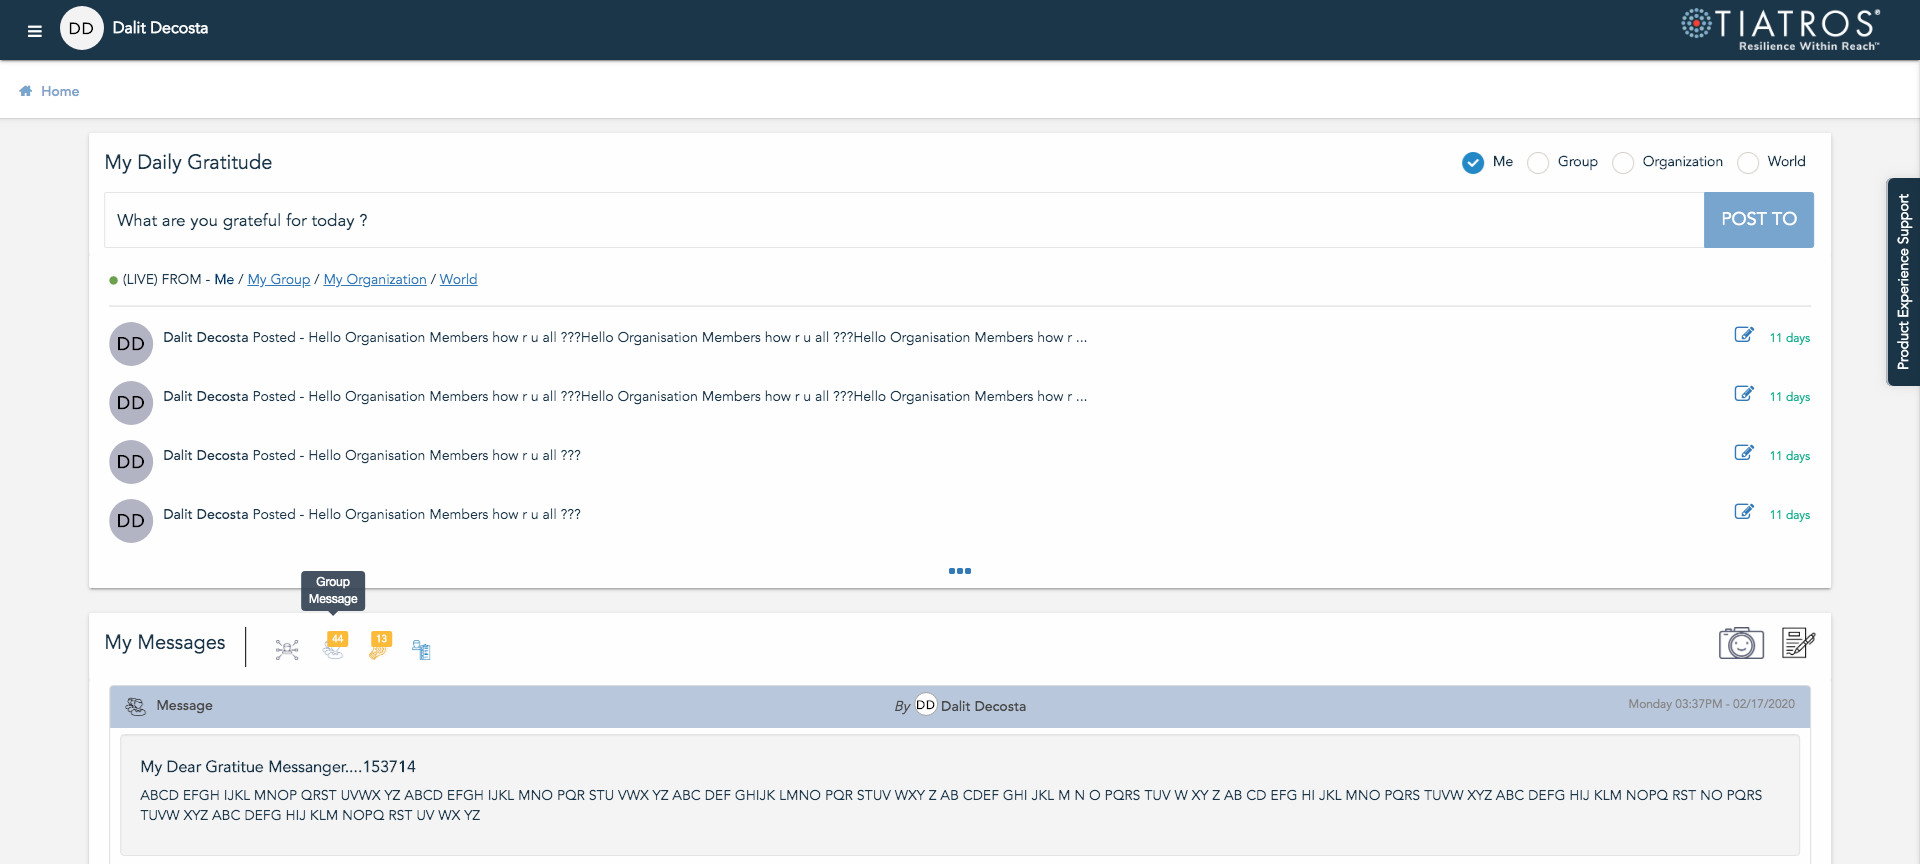 DD Dalit Decosta
TIATROS®
Resilience Within Reach™
Home
My Daily Gratitude
Me Group Organization World
What are you grateful for today ?
POST TO
Product Experience Support
(LIVE) FROM - Me / My Group / My Organization / World
DD Dalit Decosta Posted - Hello Organisation Members how r u all ???Hello Organisation Members how r u all ???Hello Organisation Members how r ... 11 days
DD Dalit Decosta Posted - Hello Organisation Members how r u all ???Hello Organisation Members how r u all ???Hello Organisation Members how r ... 11 days
DD Dalit Decosta Posted - Hello Organisation Members how r u all ??? 11 days
DD Dalit Decosta Posted - Hello Organisation Members how r u all ??? 11 days
Group
Message
My Messages 44 13
Message By DD Dalit Decosta Monday 03:37PM - 02/17/2020
My Dear Gratitue Messanger....153714
ABCD EFGH IJKL MNOP QRST UVWX YZ ABCD EFGH IJKL MNO PQR STU VWX YZ ABC DEF GHIJK LMNO PQR STUV WXY Z AB CDEF GHI JKL M N O PQRS TUV W XY Z AB CD EFG HI JKL MNO PQRS TUVW XYZ ABC DEFG HIJ KLM NOPQ RST NO PQRS
TUVW XYZ ABC DEFG HIJ KLM NOPQ RST UV WX YZ